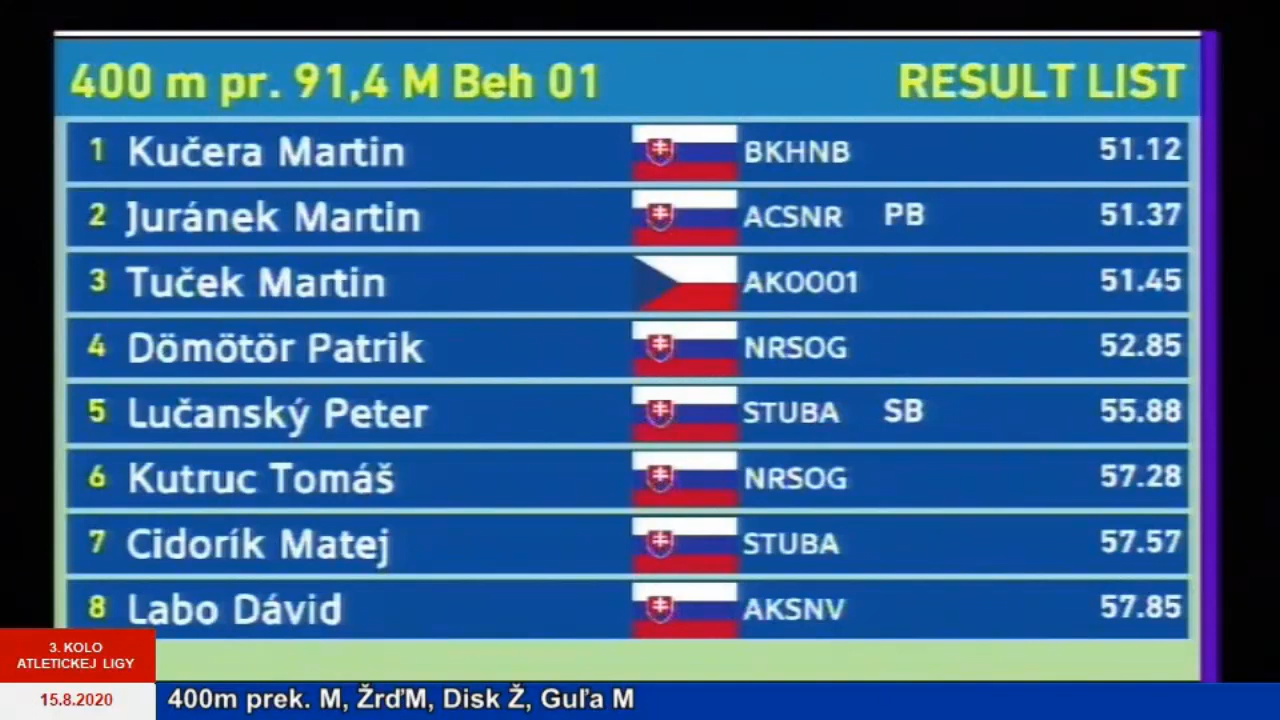 400 m pr. 91,4 M Beh 01 RESULT LIST
1 Kučera Martin BKHNB 51.12
2 Juránek Martin ACSNR PB 51.37
3 Tuček Martin AK0001 51.45
4 Dömötör Patrik NRSOG 52.85
5 Lučanský Peter STUBA SB 55.88
6 Kutruc Tomáš NRSOG 57.28
7 Cidorík Matej STUBA 57.57
8 Labo Dávid AKSNV 57.85
3. KOLO
ATLETICKEJ LIGY
15.8.2020
400m prek. M, ŽrďM, Disk Ž, Guľa M